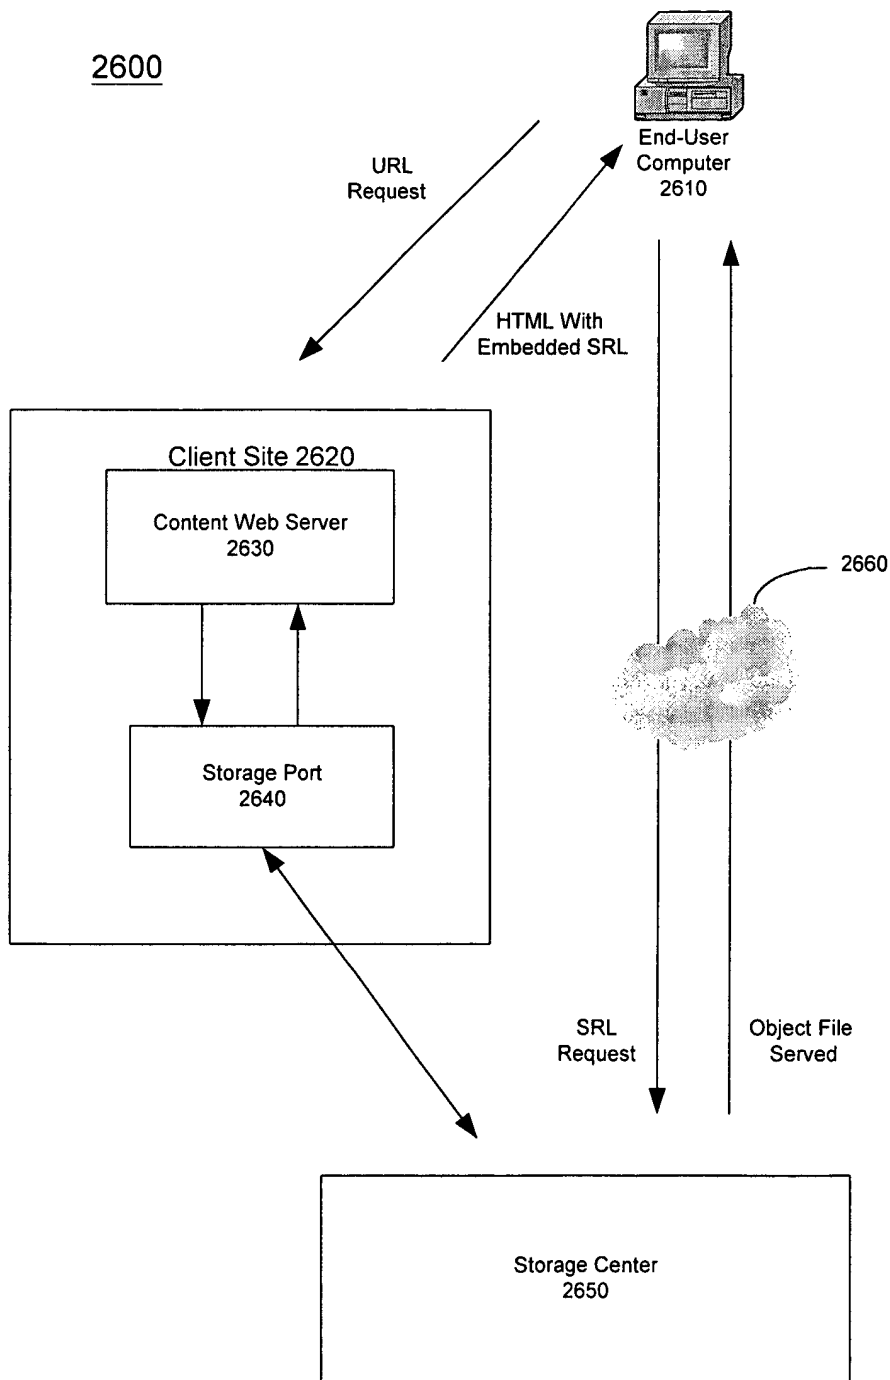 2600
End-User
Computer
2610
URL
Request
HTML With
Embedded SRL
Client Site 2620
Content Web Server
2630
2660
Storage Port
2640
SRL
Request
Object File
Served
Storage Center
2650